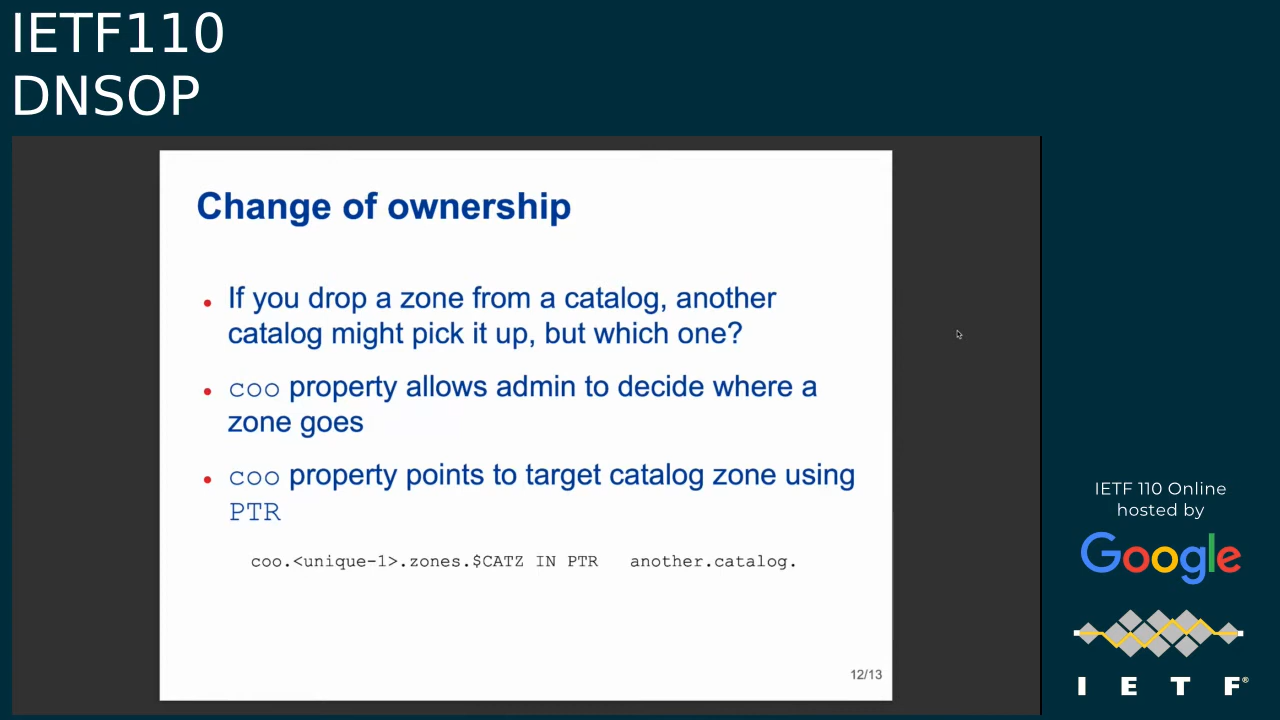 IETF110
DNSOP
Change of ownership
• If you drop a zone from a catalog, another
catalog might pick it up, but which one?
• coo property allows admin to decide where a
zone goes
• coo property points to target catalog zone using
PTR
coo.<unique-1>.zones.$CATZ IN PTR   another.catalog.
12/13
IETF 110 Online
hosted by
Google
I E T F®